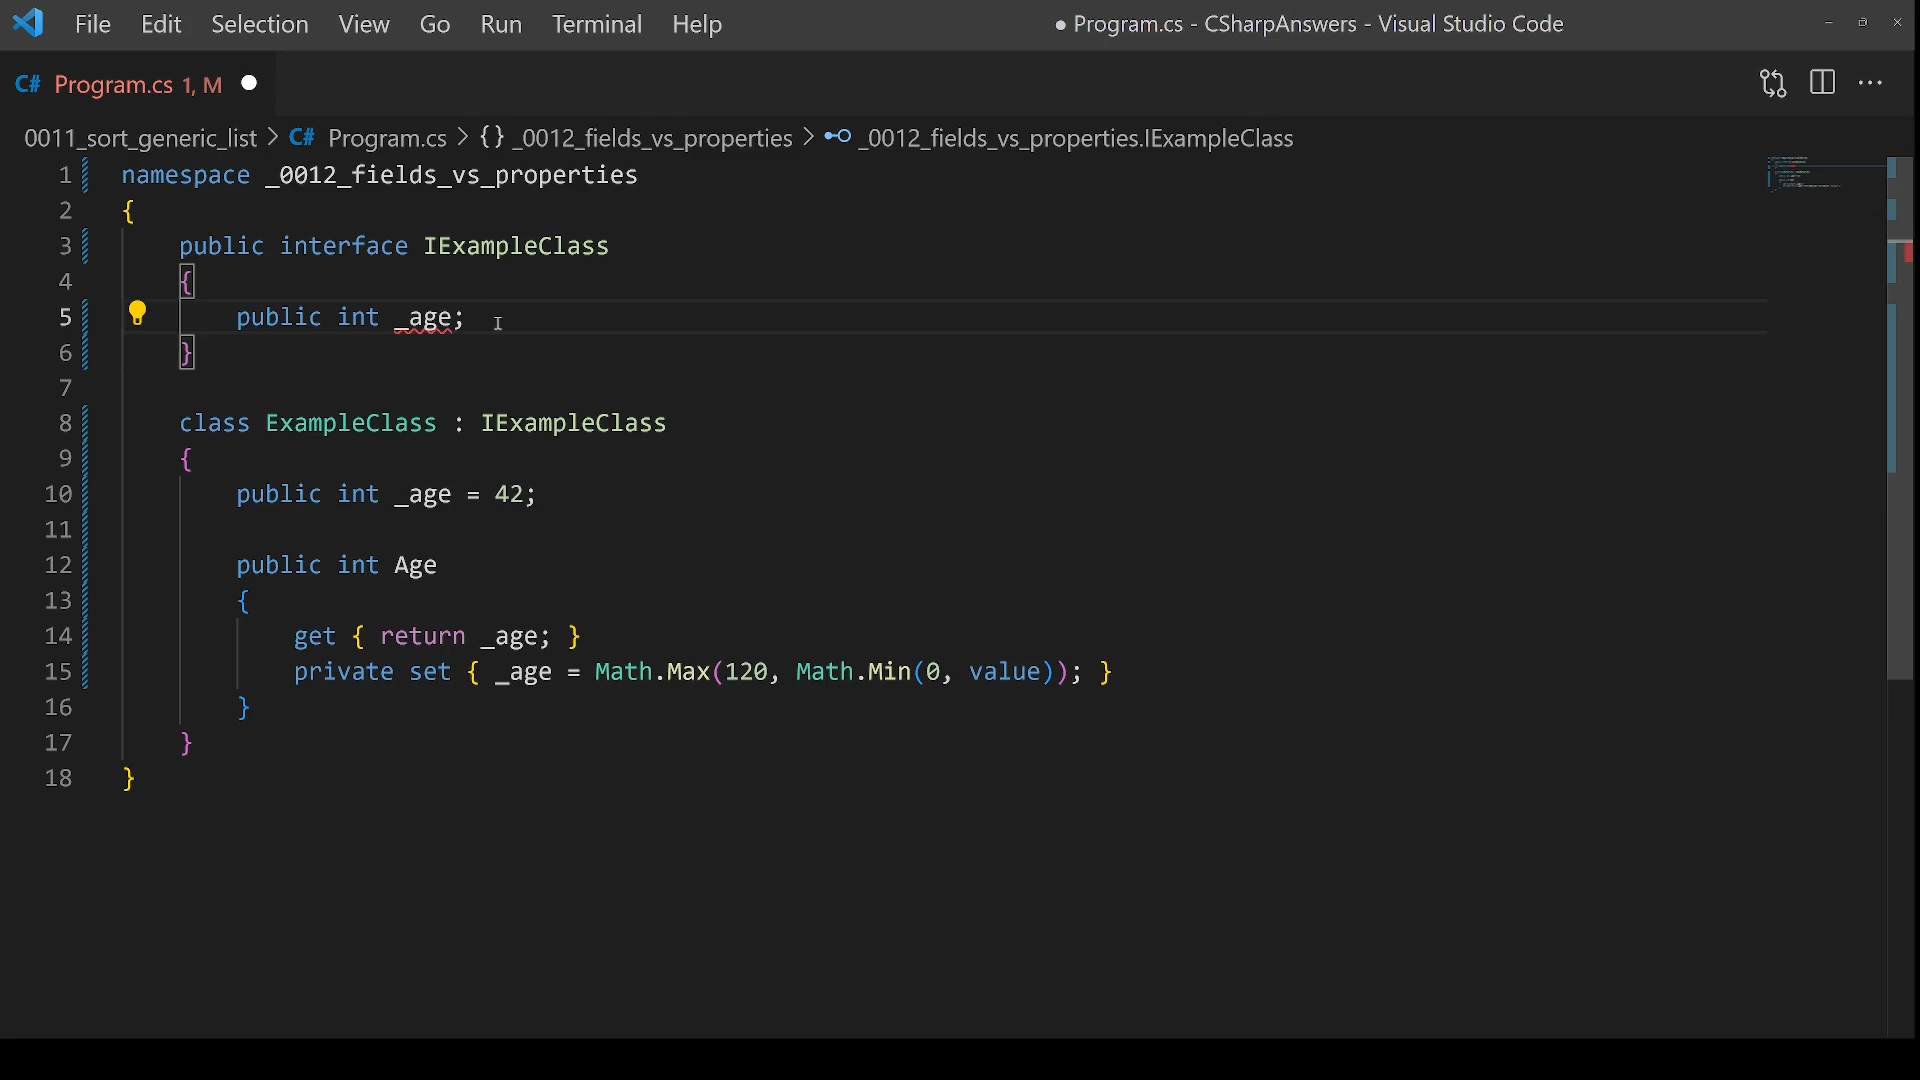 File Edit Selection View Go Run Terminal Help ● Program.cs - CSharpAnswers - Visual Studio Code
C# Program.cs 1, M
0011_sort_generic_list > C# Program.cs > {} _0012_fields_vs_properties > _0012_fields_vs_properties.IExampleClass
1 namespace _0012_fields_vs_properties
2 {
3 public interface IExampleClass
4 {
5 public int _age;
6 }
7
8 class ExampleClass : IExampleClass
9 {
10 public int _age = 42;
11
12 public int Age
13 {
14 get { return _age; }
15 private set { _age = Math.Max(120, Math.Min(0, value)); }
16 }
17 }
18 }